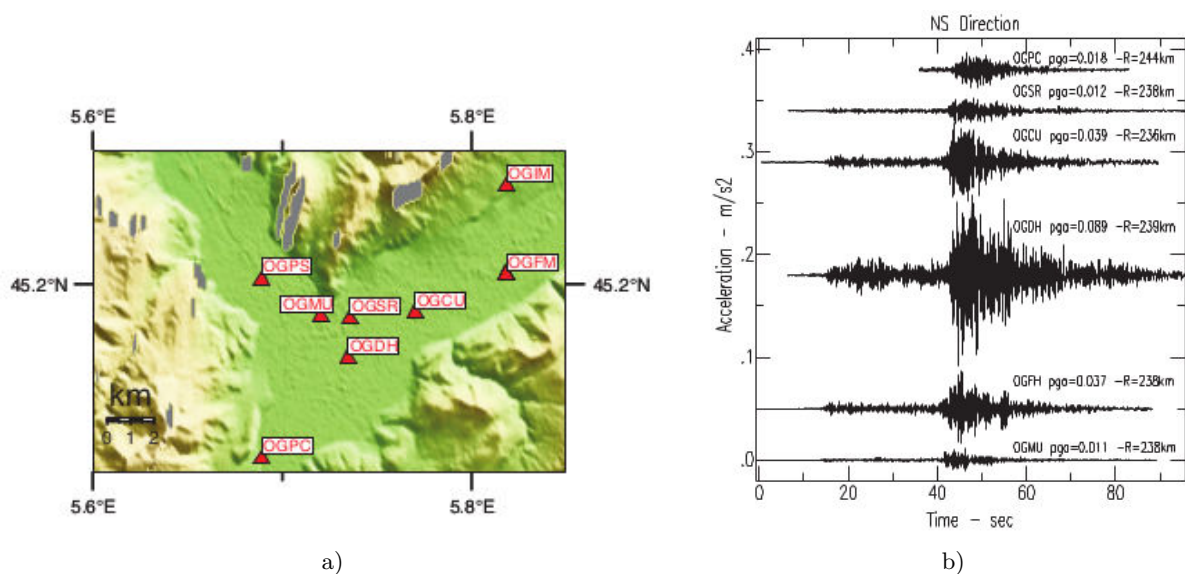 5.6°E
5.8°E
OGIM
OGPS
OGFM
45.2°N
45.2°N
OGMU
OGSR
OGCU
OGDH
km
0 1 2
OGPC
5.6°E
5.8°E
a)
NS Direction
.4
OGPC pga=0.018 -R=244km
OGSR pga=0.012 -R=238km
OGCU pga=0.039 -R=236km
.3
Acceleration - m/s2
OGDH pga=0.089 -R=239km
.2
.1
OGFH pga=0.037 -R=238km
OGMU pga=0.011 -R=238km
.0
0 20 40 60 80
Time - sec
b)